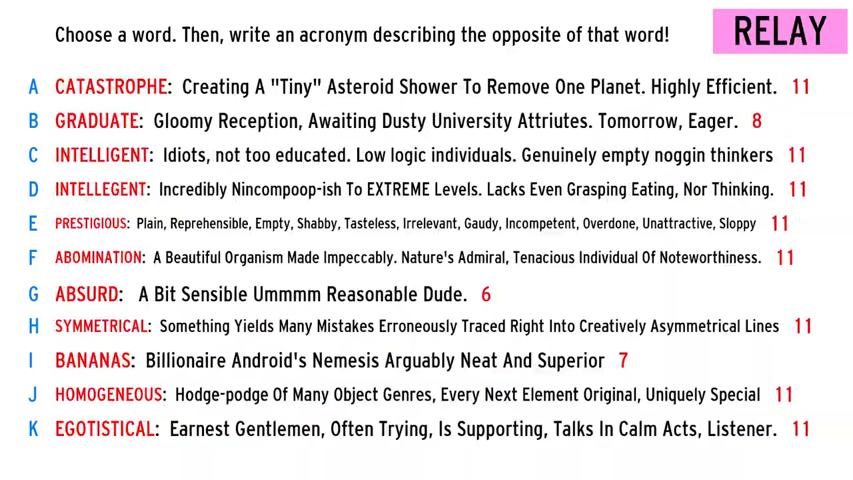 Choose a word. Then, write an acronym describing the opposite of that word!
RELAY
A CATASTROPHE: Creating A "Tiny" Asteroid Shower To Remove One Planet. Highly Efficient. 11
B GRADUATE: Gloomy Reception, Awaiting Dusty University Attriutes. Tomorrow, Eager. 8
C INTELLIGENT: Idiots, not too educated. Low logic individuals. Genuinely empty noggin thinkers 11
D INTELLEGENT: Incredibly Nincompoop-ish To EXTREME Levels. Lacks Even Grasping Eating, Nor Thinking. 11
E PRESTIGIOUS: Plain, Reprehensible, Empty, Shabby, Tasteless, Irrelevant, Gaudy, Incompetent, Overdone, Unattractive, Sloppy 11
F ABOMINATION: A Beautiful Organism Made Impeccably. Nature's Admiral, Tenacious Individual Of Noteworthiness. 11
G ABSURD: A Bit Sensible Ummmm Reasonable Dude. 6
H SYMMETRICAL: Something Yields Many Mistakes Erroneously Traced Right Into Creatively Asymmetrical Lines 11
I BANANAS: Billionaire Android's Nemesis Arguably Neat And Superior 7
J HOMOGENEOUS: Hodge-podge Of Many Object Genres, Every Next Element Original, Uniquely Special 11
K EGOTISTICAL: Earnest Gentlemen, Often Trying, Is Supporting, Talks In Calm Acts, Listener. 11